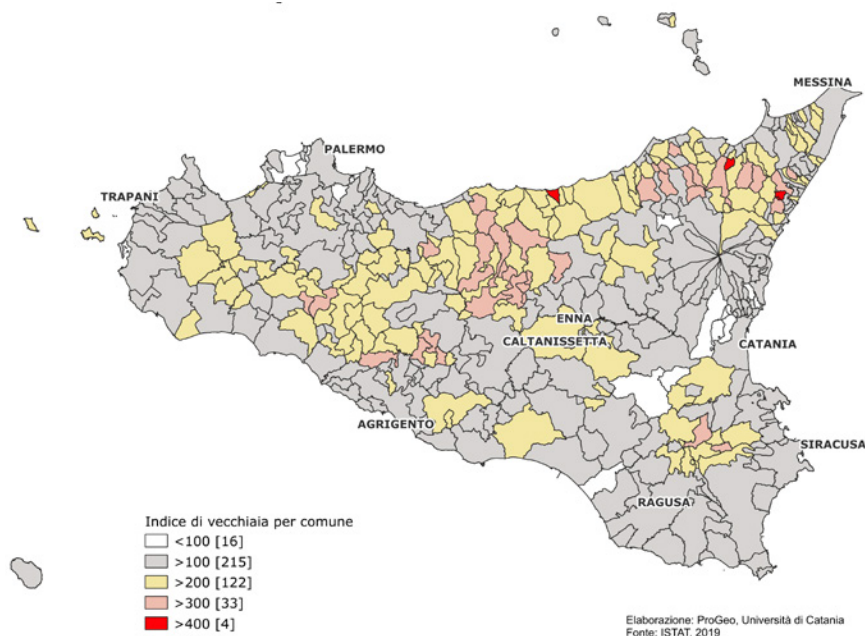 MESSINA
PALERMO
TRAPANI
ENNA
CALTANISSETTA
CATANIA
AGRIGENTO
SIRACUSA
RAGUSA
Indice di vecchiaia per comune
<100 [16]
>100 [215]
>200 [122]
>300 [33]
>400 [4]
Elaborazione: ProGeo, Università di Catania
Fonte: ISTAT, 2019